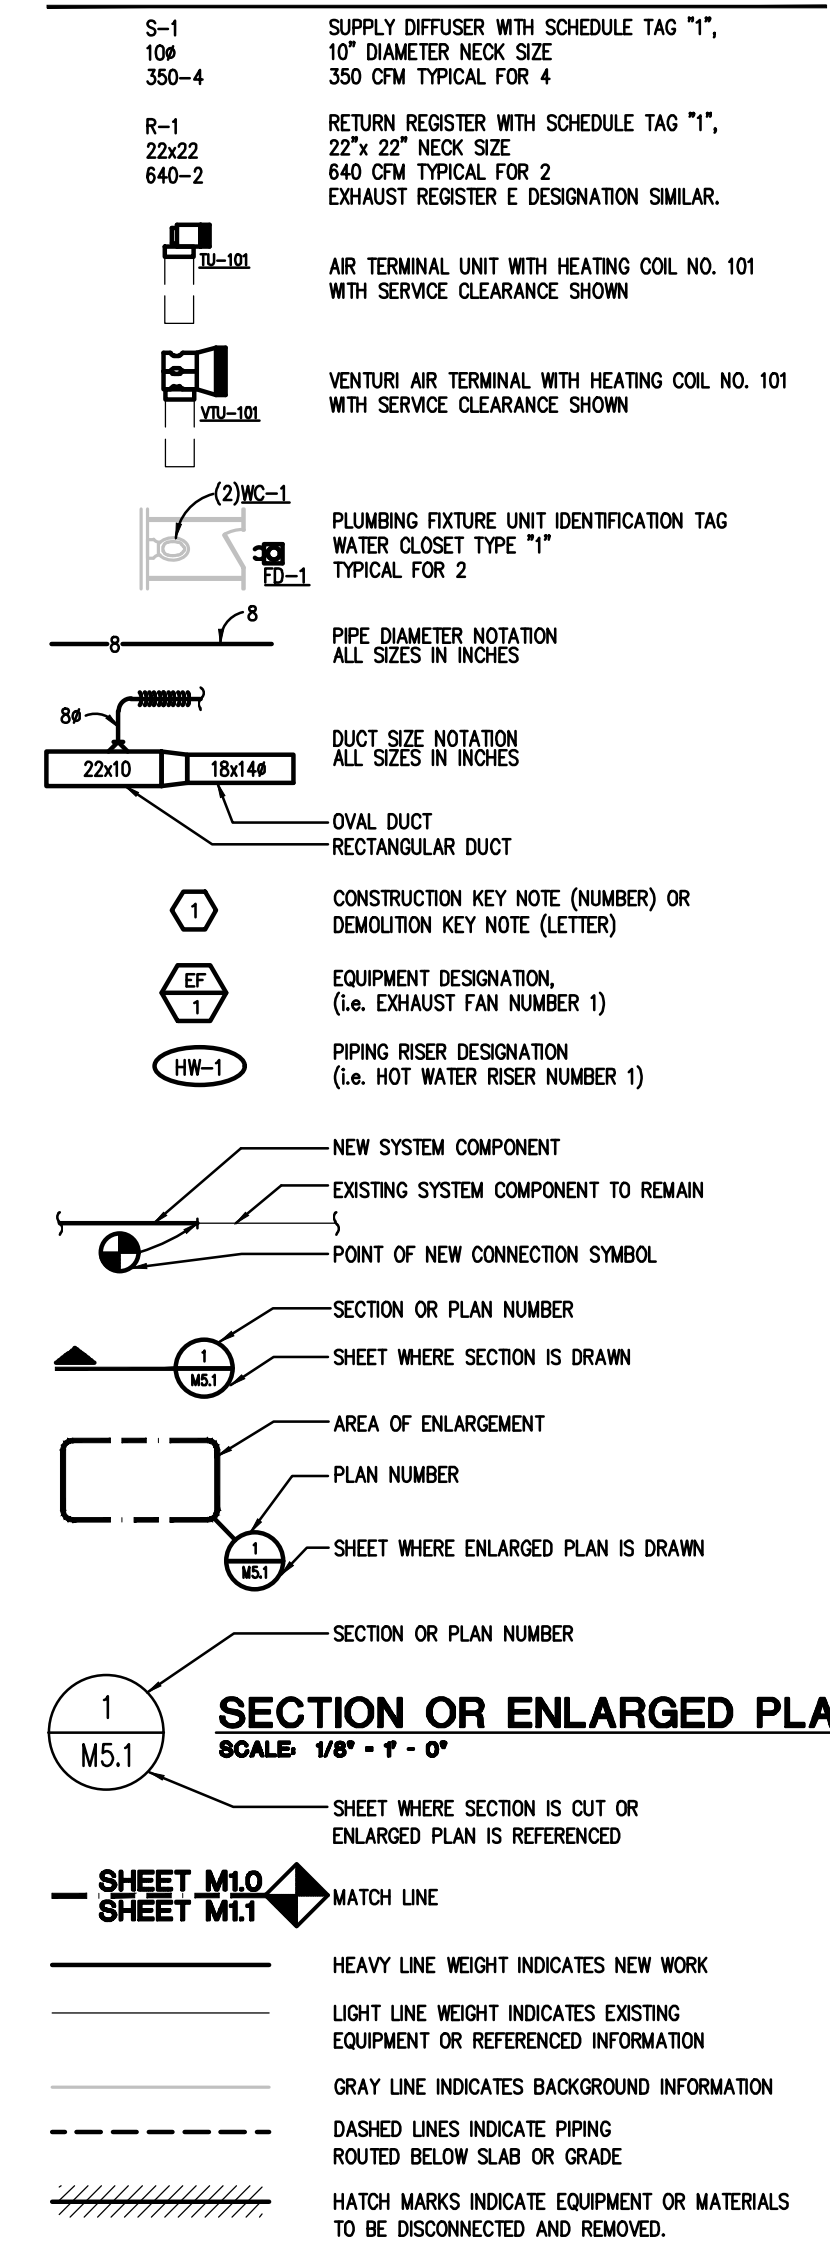 S-1
10ø
350-4
SUPPLY DIFFUSER WITH SCHEDULE TAG "1",
10" DIAMETER NECK SIZE
350 CFM TYPICAL FOR 4
R-1
22x22
640-2
RETURN REGISTER WITH SCHEDULE TAG "1",
22"x 22" NECK SIZE
640 CFM TYPICAL FOR 2
EXHAUST REGISTER E DESIGNATION SIMILAR.
TU-101
AIR TERMINAL UNIT WITH HEATING COIL NO. 101
WITH SERVICE CLEARANCE SHOWN
VTU-101
VENTURI AIR TERMINAL WITH HEATING COIL NO. 101
WITH SERVICE CLEARANCE SHOWN
(2)WC-1
FD-1
PLUMBING FIXTURE UNIT IDENTIFICATION TAG
WATER CLOSET TYPE "1"
TYPICAL FOR 2
8
8
PIPE DIAMETER NOTATION
ALL SIZES IN INCHES
8ø
22x10
18x14ø
DUCT SIZE NOTATION
ALL SIZES IN INCHES
OVAL DUCT
RECTANGULAR DUCT
1
CONSTRUCTION KEY NOTE (NUMBER) OR
DEMOLITION KEY NOTE (LETTER)
EF
1
EQUIPMENT DESIGNATION,
(i.e. EXHAUST FAN NUMBER 1)
HW-1
PIPING RISER DESIGNATION
(i.e. HOT WATER RISER NUMBER 1)
NEW SYSTEM COMPONENT
EXISTING SYSTEM COMPONENT TO REMAIN
POINT OF NEW CONNECTION SYMBOL
SECTION OR PLAN NUMBER
1
M5.1
SHEET WHERE SECTION IS DRAWN
AREA OF ENLARGEMENT
PLAN NUMBER
1
M5.1
SHEET WHERE ENLARGED PLAN IS DRAWN
SECTION OR PLAN NUMBER
1
M5.1
SECTION OR ENLARGED PLA
SCALE: 1/8" - 1' - 0"
SHEET WHERE SECTION IS CUT OR
ENLARGED PLAN IS REFERENCED
SHEET M1.0
SHEET M1.1
MATCH LINE
HEAVY LINE WEIGHT INDICATES NEW WORK
LIGHT LINE WEIGHT INDICATES EXISTING
EQUIPMENT OR REFERENCED INFORMATION
GRAY LINE INDICATES BACKGROUND INFORMATION
DASHED LINES INDICATE PIPING
ROUTED BELOW SLAB OR GRADE
HATCH MARKS INDICATE EQUIPMENT OR MATERIALS
TO BE DISCONNECTED AND REMOVED.